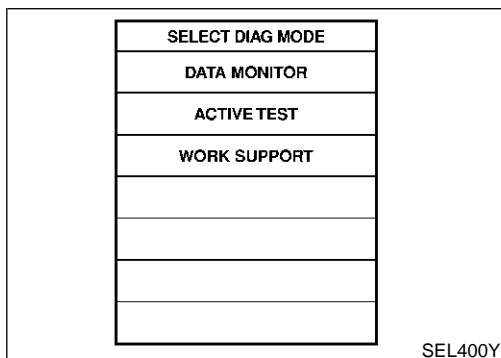 SELECT DIAG MODE
DATA MONITOR
ACTIVE TEST
WORK SUPPORT
SEL400Y